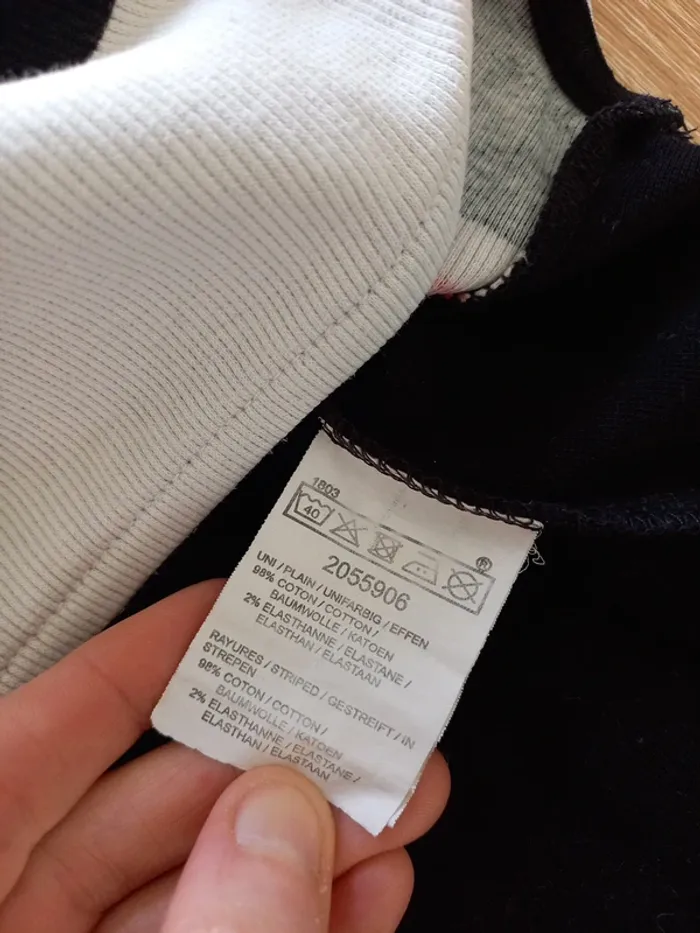 1803
40
®
2055906
UNI / PLAIN / UNIFARBIG / EFFEN
98% COTON / COTTON /
BAUMWOLLE / KATOEN
2% ELASTHANNE / ELASTANE /
ELASTHAN / ELASTAAN
RAYURES / STRIPED / GESTREIFT / IN
STREPEN
98% COTON / COTTON /
BAUMWOLLE / KATOEN
2% ELASTHANNE / ELASTANE /
ELASTHAN / ELASTAAN